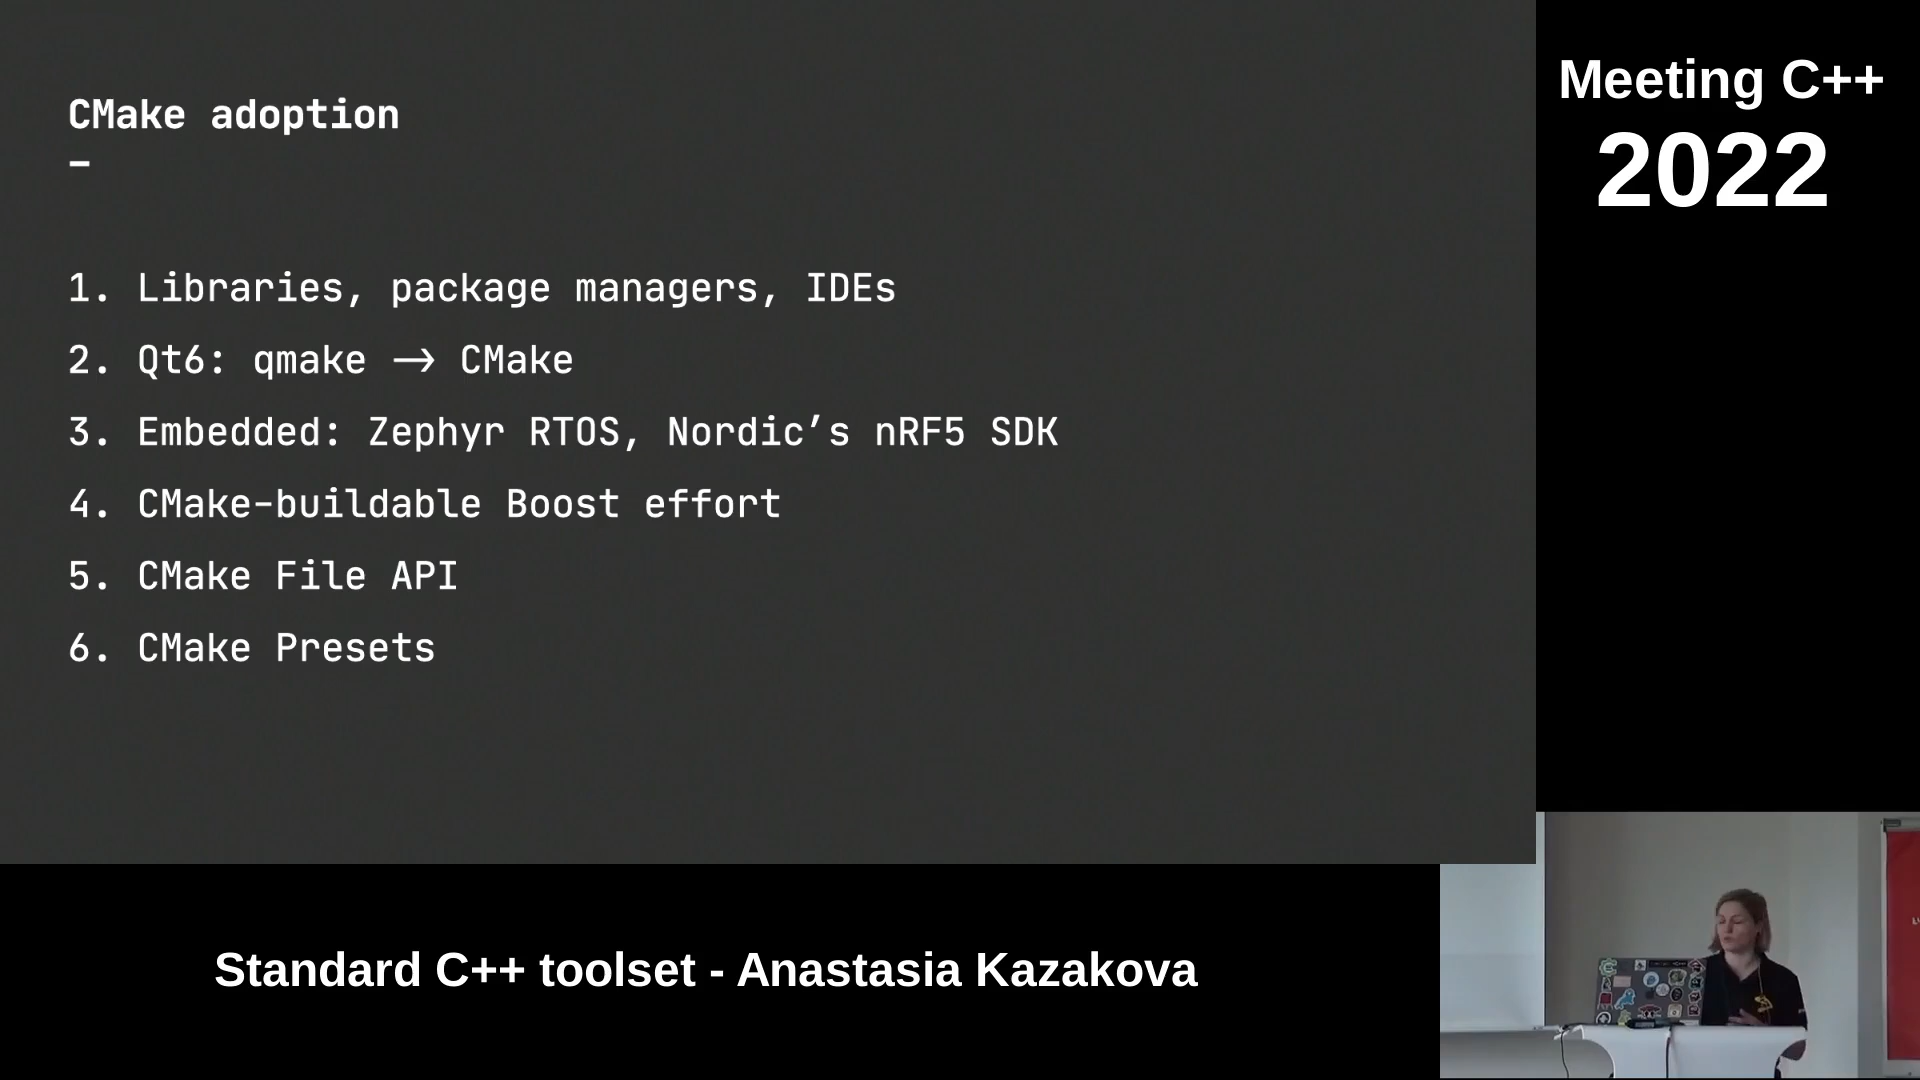 CMake adoption
–
1. Libraries, package managers, IDEs
2. Qt6: qmake → CMake
3. Embedded: Zephyr RTOS, Nordic’s nRF5 SDK
4. CMake-buildable Boost effort
5. CMake File API
6. CMake Presets
Meeting C++
2022
Standard C++ toolset - Anastasia Kazakova